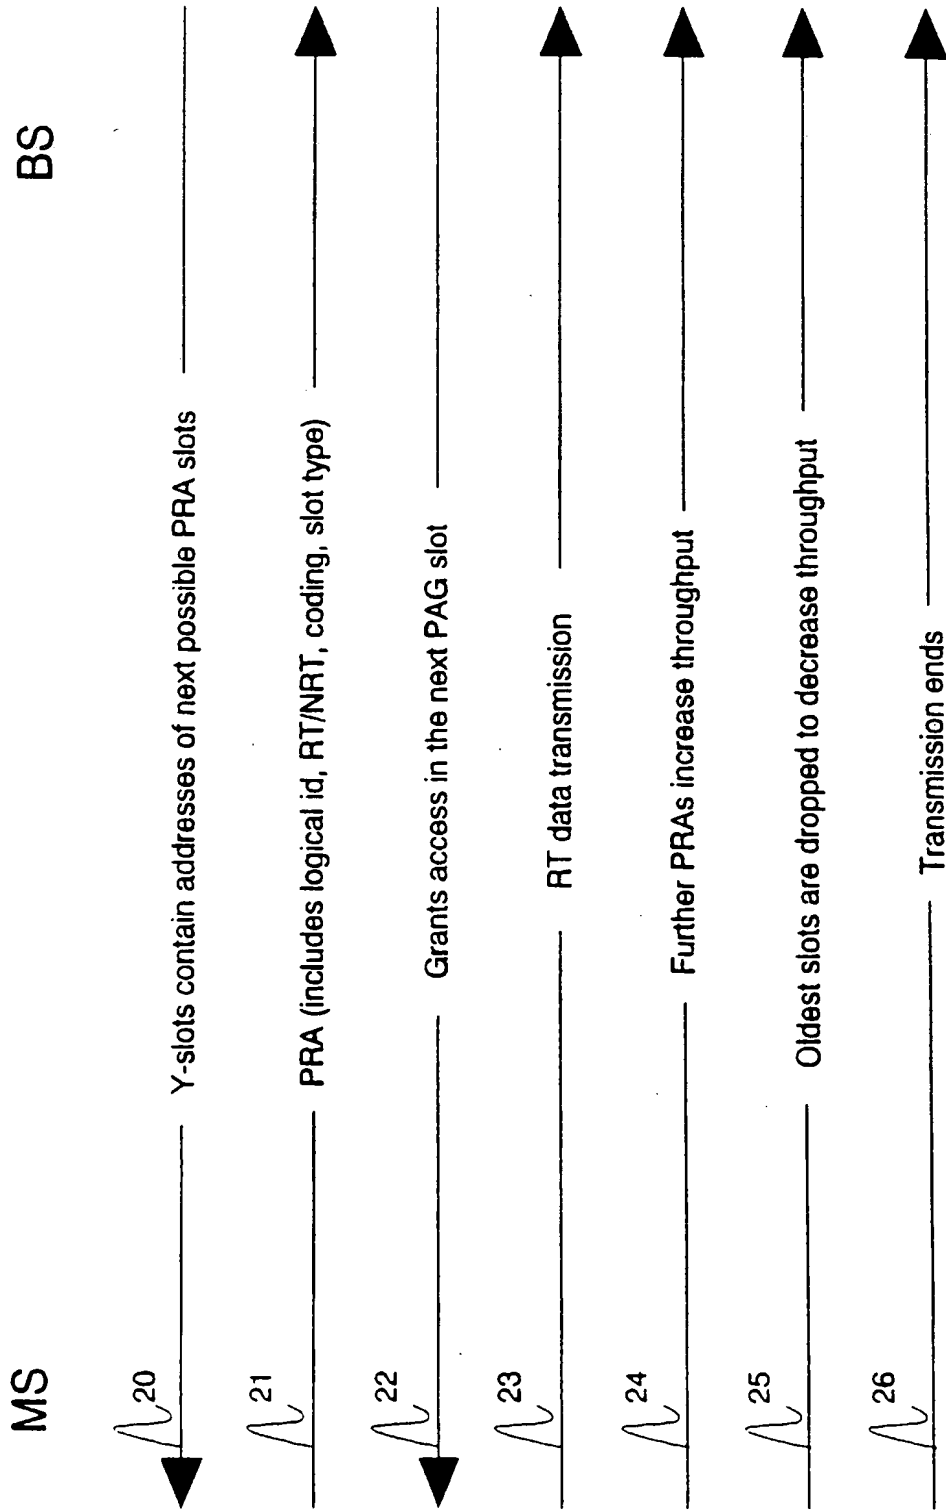 MS BS
20 Y-slots contain addresses of next possible PRA slots
21 PRA (includes logical id, RT/NRT, coding, slot type)
22 Grants access in the next PAG slot
23 RT data transmission
24 Further PRAs increase throughput
25 Oldest slots are dropped to decrease throughput
26 Transmission ends